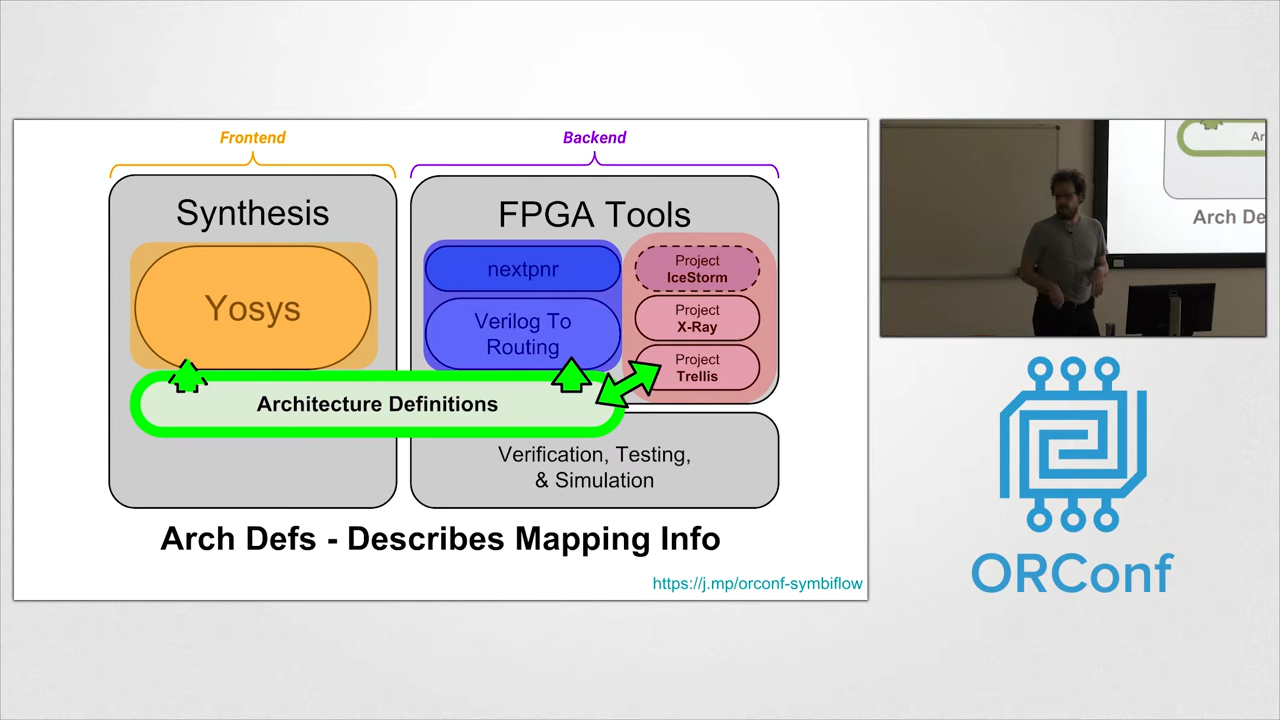 Frontend
Backend
Synthesis
FPGA Tools
Yosys
nextpnr
Verilog To
Routing
Project
IceStorm
Project
X-Ray
Project
Trellis
Architecture Definitions
Verification, Testing,
& Simulation
Arch Defs - Describes Mapping Info
https://j.mp/orconf-symbiflow
Ar
Arch De
ORConf